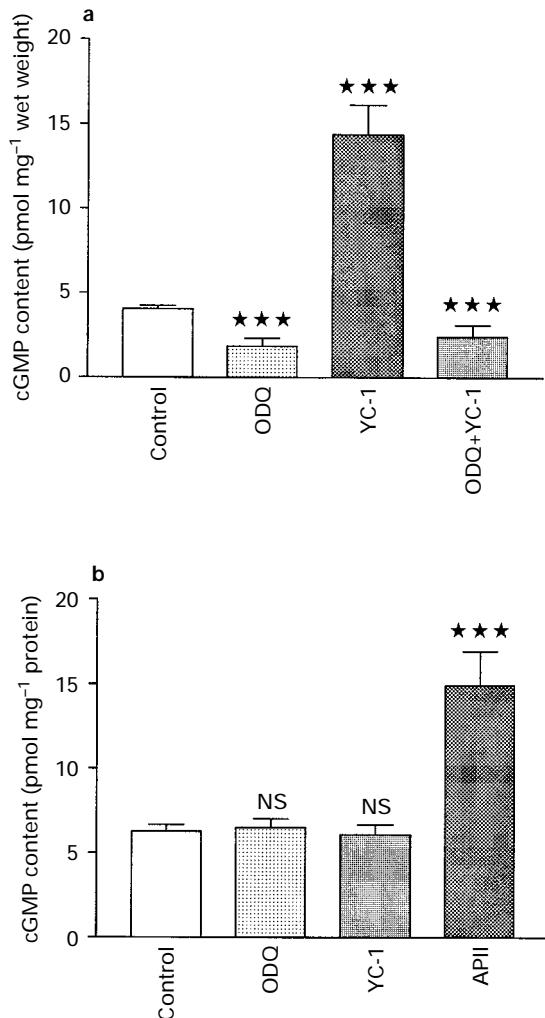 a
cGMP content (pmol mg⁻¹ wet weight)
20
15
10
5
0
★★★
★★★
★★★
Control
ODQ
YC-1
ODQ+YC-1
b
cGMP content (pmol mg⁻¹ protein)
20
15
10
5
0
NS
NS
★★★
Control
ODQ
YC-1
APII